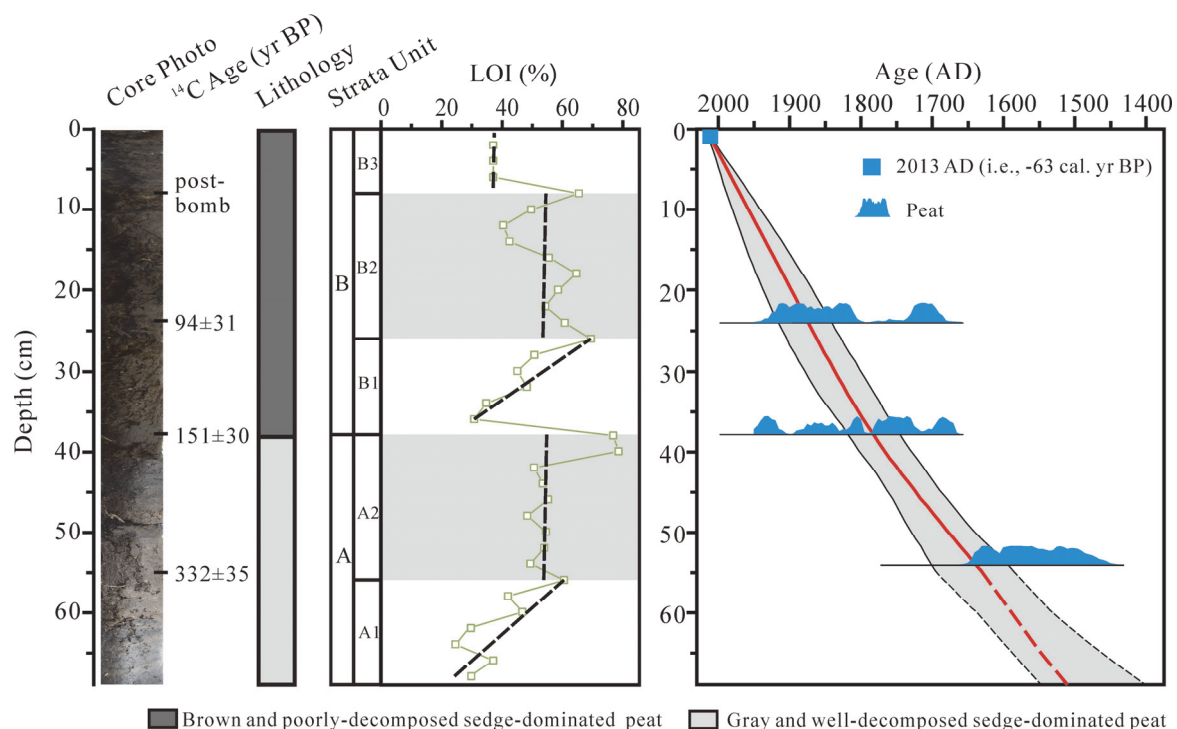 Core Photo
¹⁴C Age (yr BP)
Lithology
Strata Unit
LOI (%)
0 20 40 60 80
Age (AD)
2000 1900 1800 1700 1600 1500 1400
Depth (cm)
0
10
20
30
40
50
60
post-
bomb
94±31
151±30
332±35
B
A
B3
B2
B1
A2
A1
0
10
20
30
40
50
60
2013 AD (i.e., -63 cal. yr BP)
Peat
Brown and poorly-decomposed sedge-dominated peat
Gray and well-decomposed sedge-dominated peat